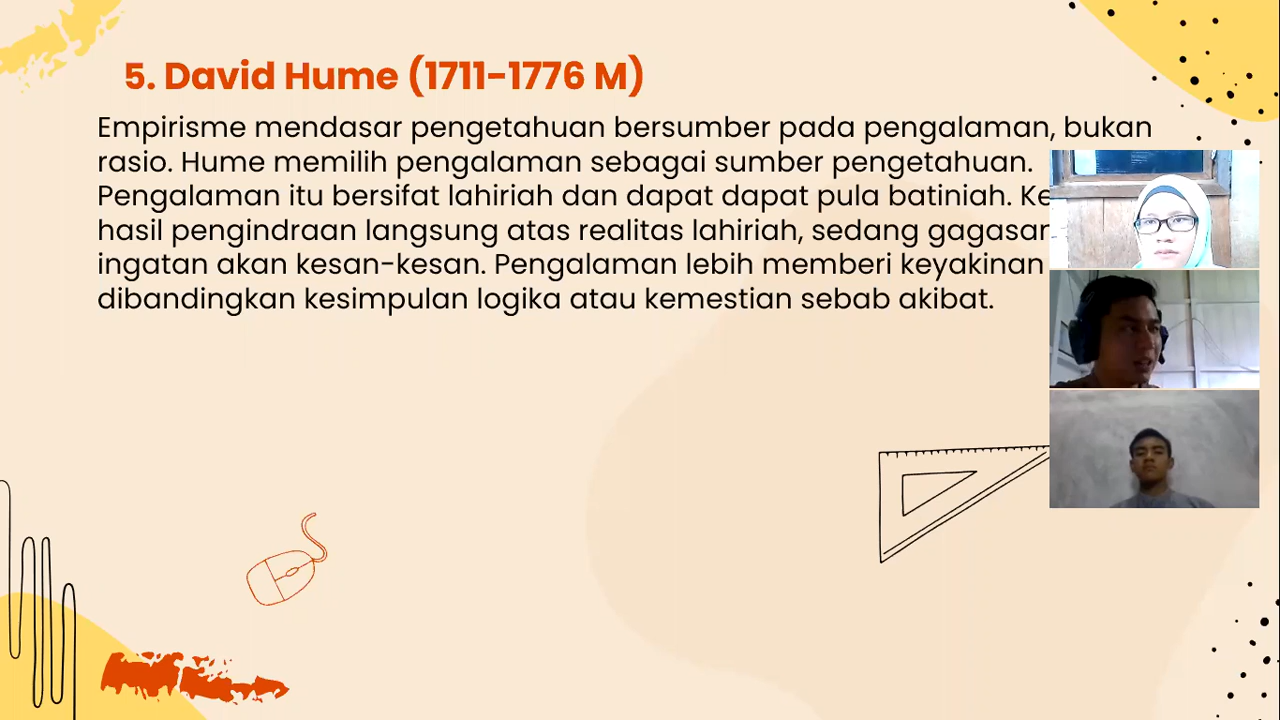 5. David Hume (1711-1776 M)
Empirisme mendasar pengetahuan bersumber pada pengalaman, bukan
rasio. Hume memilih pengalaman sebagai sumber pengetahuan.
Pengalaman itu bersifat lahiriah dan dapat dapat pula batiniah.
hasil pengindraan langsung atas realitas lahiriah, sedang
ingatan akan kesan-kesan. Pengalaman lebih memberi keyakinan
dibandingkan kesimpulan logika atau kemestian sebab akibat.